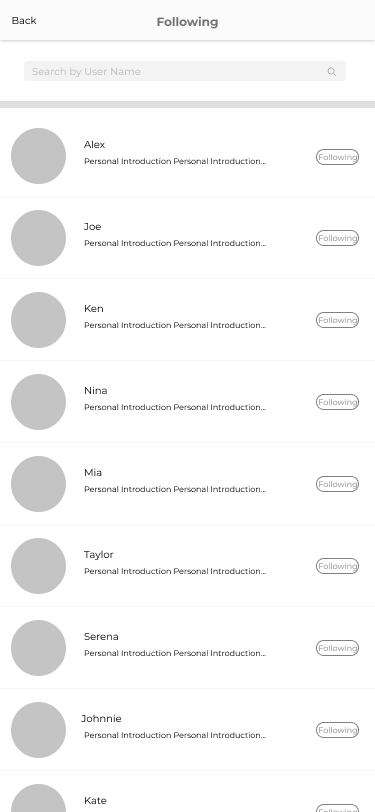 Back
Following
Search by User Name
Alex
Personal Introduction Personal Introduction...
Following
Joe
Personal Introduction Personal Introduction...
Following
Ken
Personal Introduction Personal Introduction...
Following
Nina
Personal Introduction Personal Introduction...
Following
Mia
Personal Introduction Personal Introduction...
Following
Taylor
Personal Introduction Personal Introduction...
Following
Serena
Personal Introduction Personal Introduction...
Following
Johnnie
Personal Introduction Personal Introduction...
Following
Kate
Following